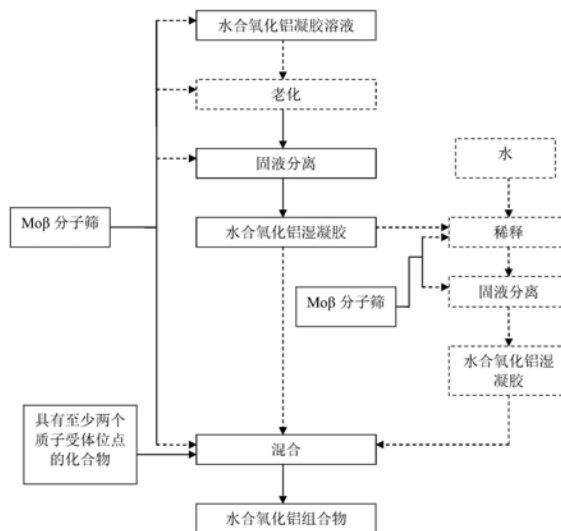 水合氧化铝凝胶溶液
老化
固液分离
水
Moβ 分子筛
水合氧化铝湿凝胶
稀释
Moβ 分子筛
固液分离
水合氧化铝湿
凝胶
具有至少两个
质子受体位点
的化合物
混合
水合氧化铝组合物